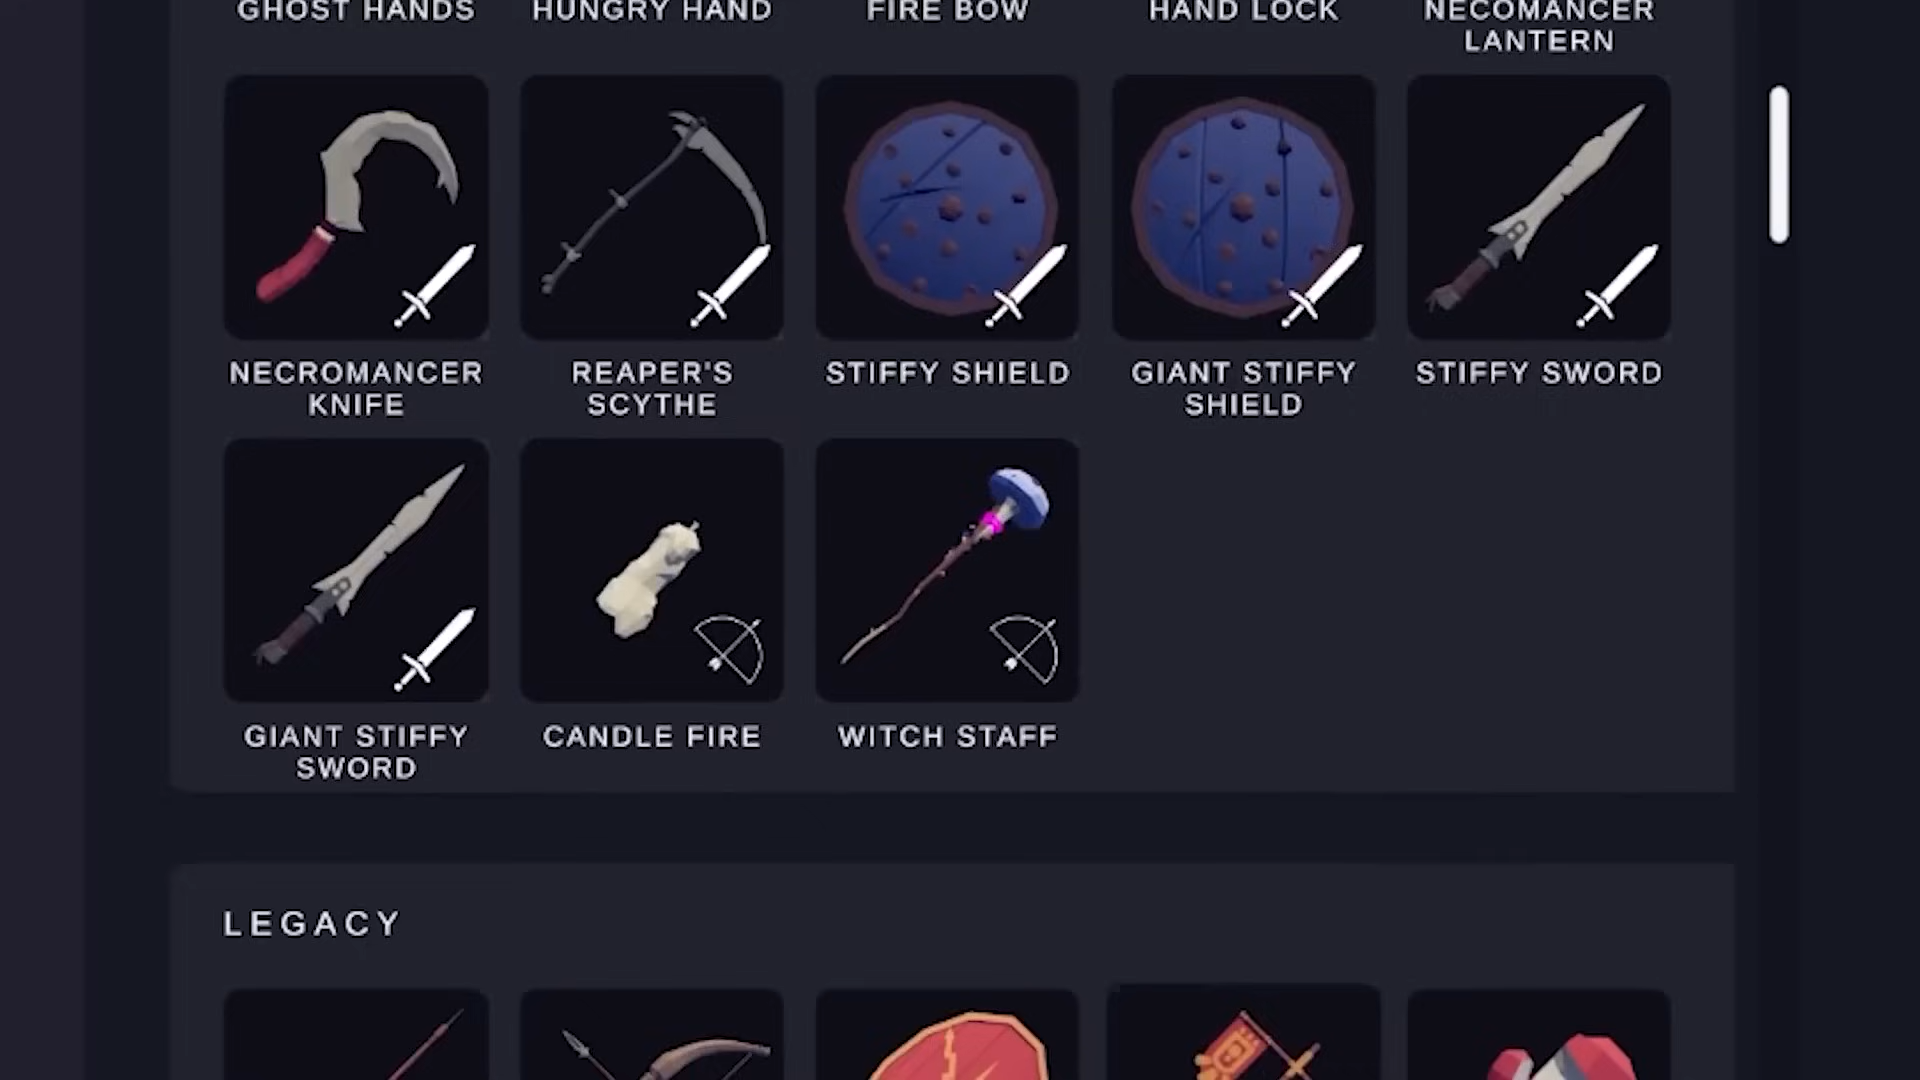 GHOST HANDS
HUNGRY HAND
FIRE BOW
HAND LOCK
NECOMANCER
LANTERN
NECROMANCER
KNIFE
REAPER'S
SCYTHE
STIFFY SHIELD
GIANT STIFFY
SHIELD
STIFFY SWORD
GIANT STIFFY
SWORD
CANDLE FIRE
WITCH STAFF
LEGACY